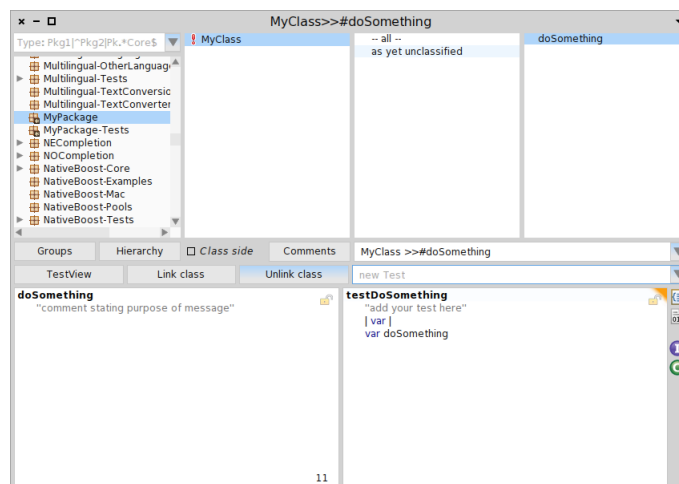 MyClass>>#doSomething
Type: Pkg1|^Pkg2|Pk.*Core$
Multilingual-OtherLanguag
Multilingual-Tests
Multilingual-TextConversic
Multilingual-TextConverter
MyPackage
MyPackage-Tests
NECompletion
NOCompletion
NativeBoost-Core
NativeBoost-Examples
NativeBoost-Mac
NativeBoost-Pools
NativeBoost-Tests
MyClass
-- all --
as yet unclassified
doSomething
Groups
Hierarchy
Class side
Comments
MyClass >>#doSomething
TestView
Link class
Unlink class
new Test
doSomething
"comment stating purpose of message"
11
testDoSomething
"add your test here"
| var |
var doSomething